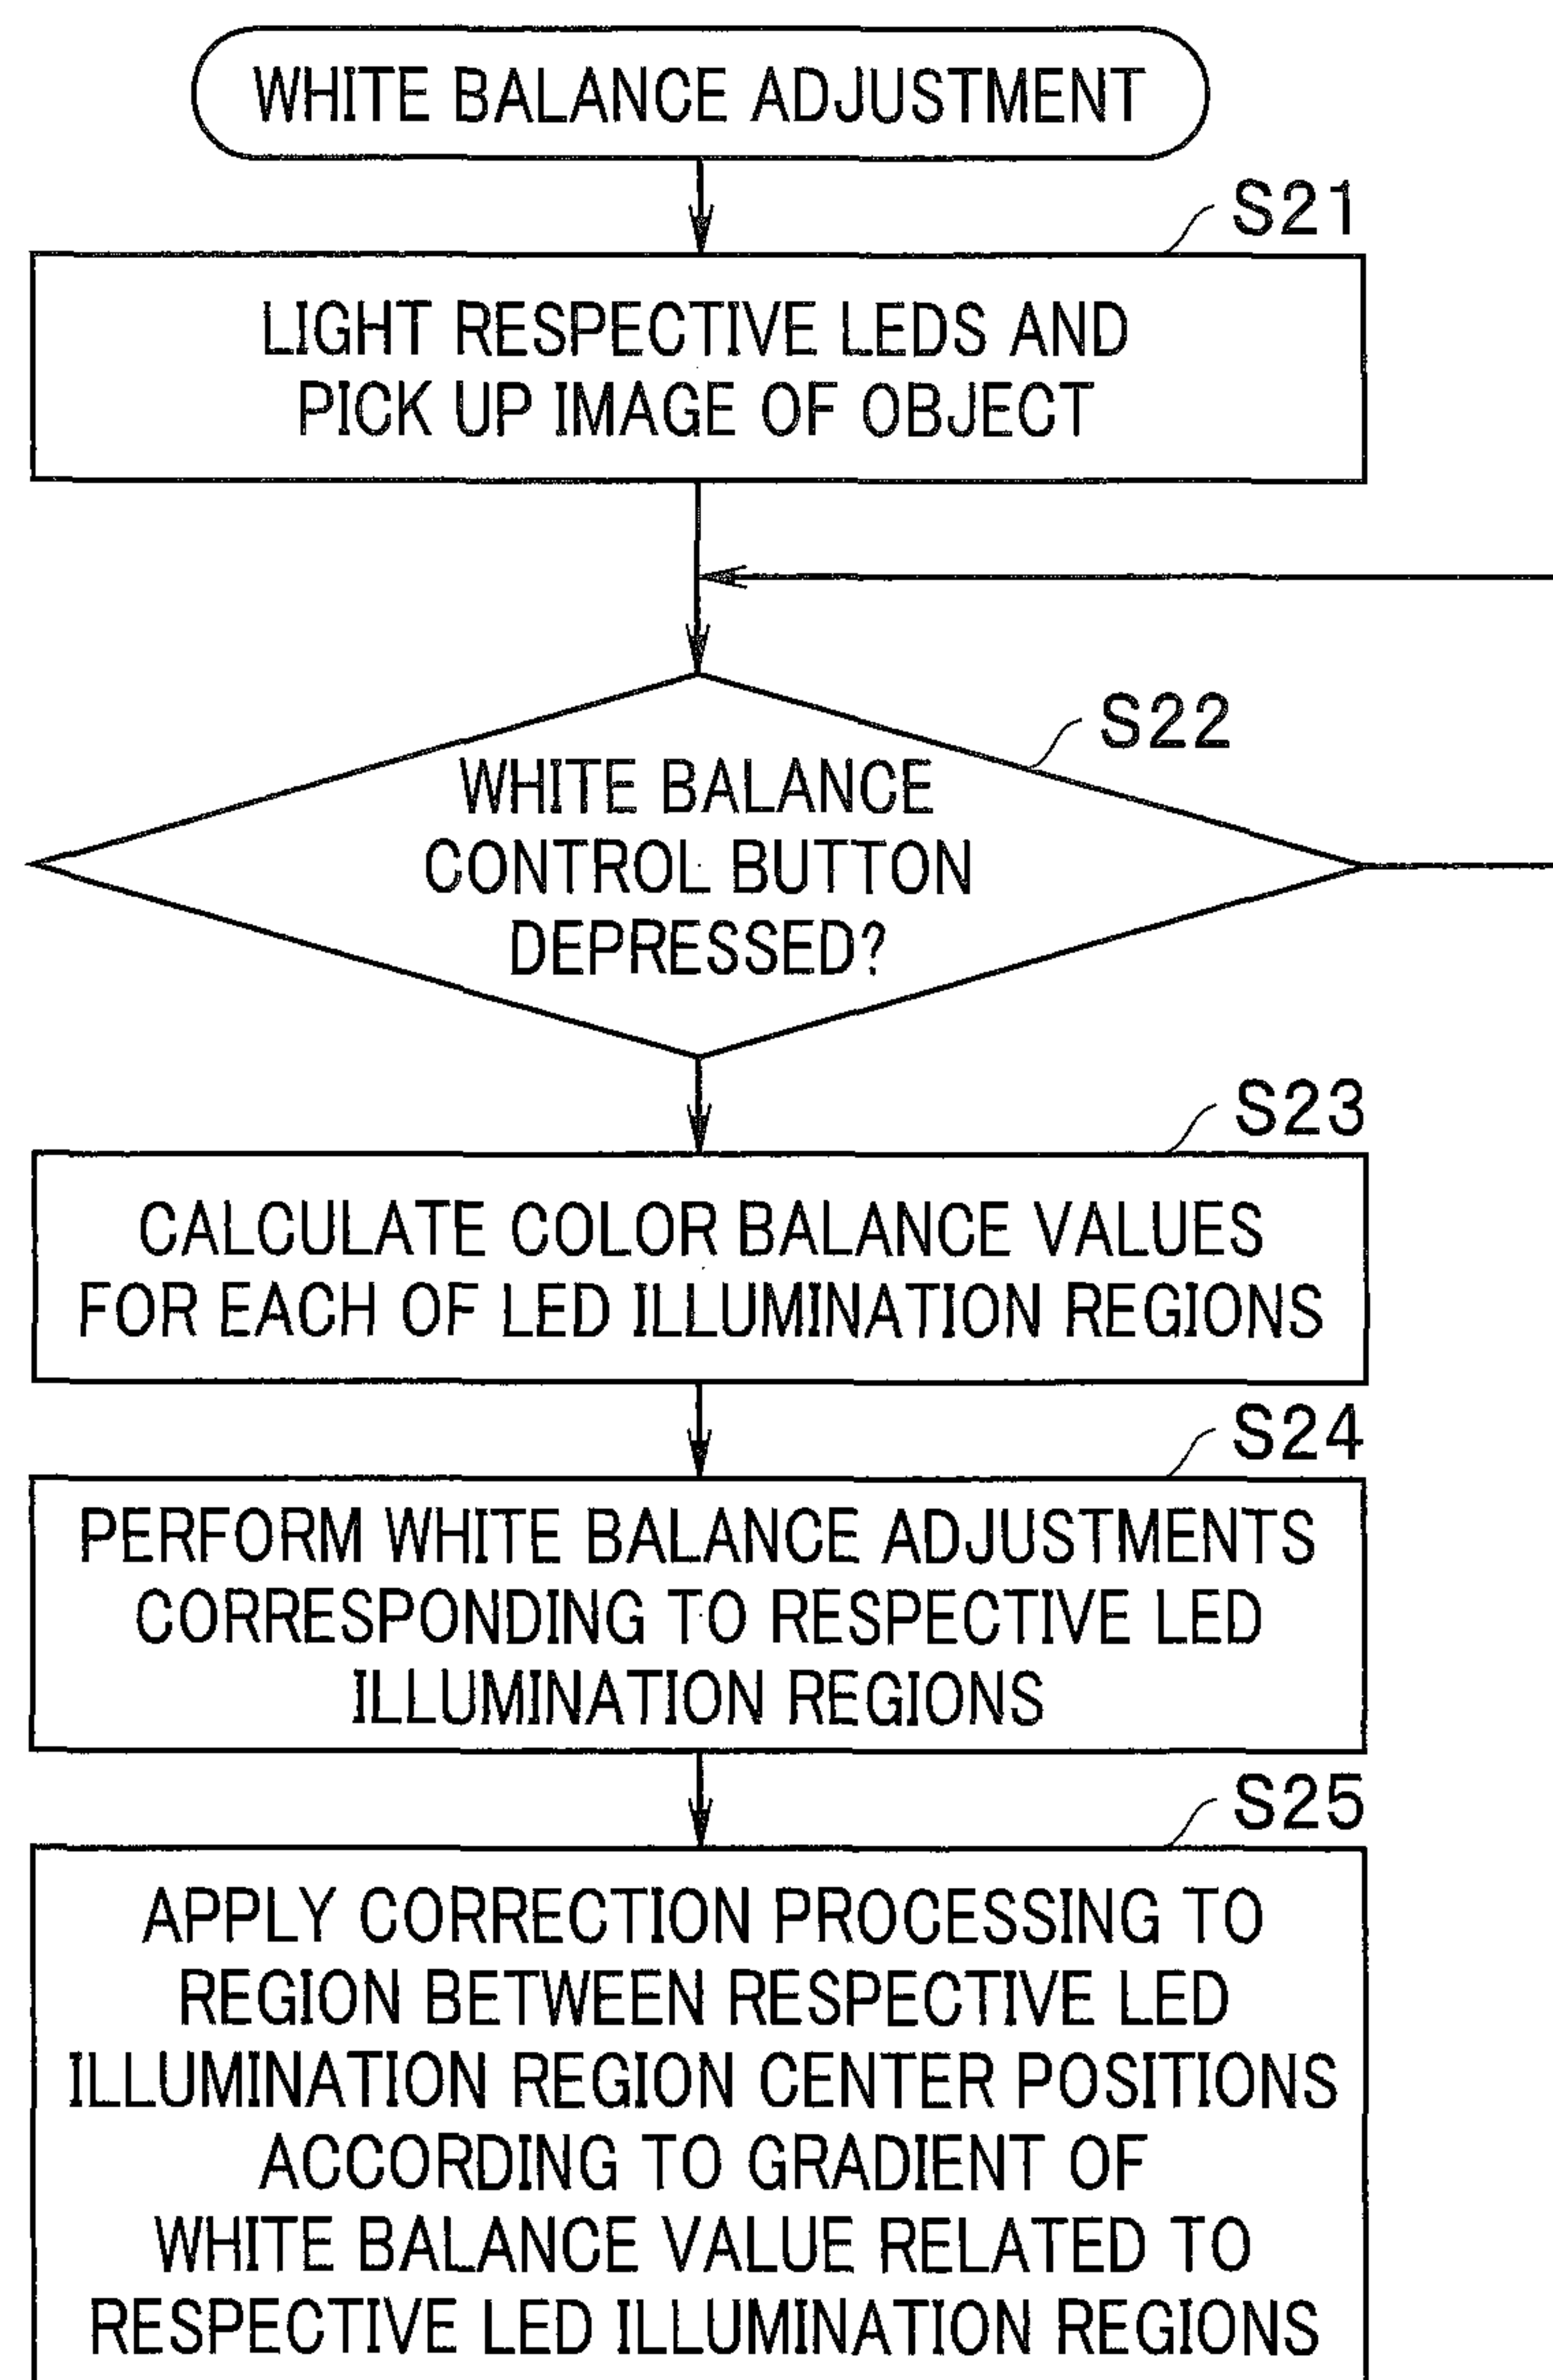 WHITE BALANCE ADJUSTMENT
S21
LIGHT RESPECTIVE LEDS AND
PICK UP IMAGE OF OBJECT
S22
WHITE BALANCE
CONTROL BUTTON
DEPRESSED?
S23
CALCULATE COLOR BALANCE VALUES
FOR EACH OF LED ILLUMINATION REGIONS
S24
PERFORM WHITE BALANCE ADJUSTMENTS
CORRESPONDING TO RESPECTIVE LED
ILLUMINATION REGIONS
S25
APPLY CORRECTION PROCESSING TO
REGION BETWEEN RESPECTIVE LED
ILLUMINATION REGION CENTER POSITIONS
ACCORDING TO GRADIENT OF
WHITE BALANCE VALUE RELATED TO
RESPECTIVE LED ILLUMINATION REGIONS